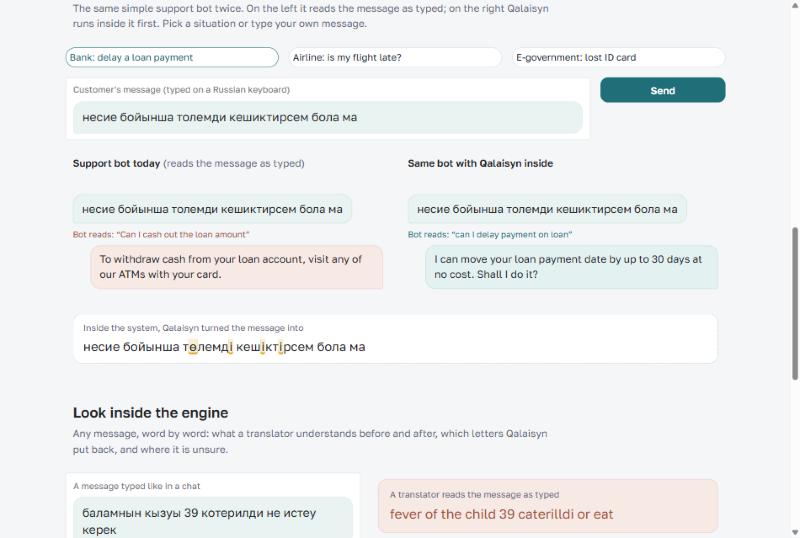 The same simple support bot twice. On the left it reads the message as typed; on the right Qalaisyn
runs inside it first. Pick a situation or type your own message.
Bank: delay a loan payment
Airline: is my flight late?
E-government: lost ID card
Customer's message (typed on a Russian keyboard)
Send
несие бойынша толемди кешиктирсем бола ма
Support bot today (reads the message as typed)
Same bot with Qalaisyn inside
несие бойынша толемди кешиктирсем бола ма
несие бойынша толемди кешиктирсем бола ма
Bot reads: “Can I cash out the loan amount”
Bot reads: “can I delay payment on loan”
To withdraw cash from your loan account, visit any of
our ATMs with your card.
I can move your loan payment date by up to 30 days at
no cost. Shall I do it?
Inside the system, Qalaisyn turned the message into
несие бойынша төлемді кешіктірсем бола ма
Look inside the engine
Any message, word by word: what a translator understands before and after, which letters Qalaisyn
put back, and where it is unsure.
A message typed like in a chat
баламнын кызуы 39 котерилди не истеу
керек
A translator reads the message as typed
fever of the child 39 caterilldi or eat